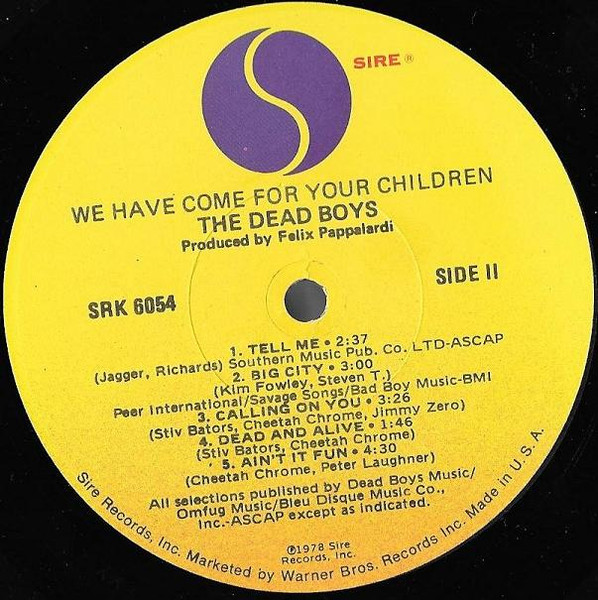 SIRE ®
WE HAVE COME FOR YOUR CHILDREN
THE DEAD BOYS
Produced by Felix Pappalardi
SRK 6054
SIDE II
1. TELL ME • 2:37
(Jagger, Richards) Southern Music Pub. Co. LTD-ASCAP
2. BIG CITY • 3:00
(Kim Fowley, Steven T.)
Peer International/Savage Songs/Bad Boy Music-BMI
3. CALLING ON YOU • 3:26
(Stiv Bators, Cheetah Chrome, Jimmy Zero)
4. DEAD AND ALIVE • 1:46
(Stiv Bators, Cheetah Chrome)
5. AIN'T IT FUN • 4:30
(Cheetah Chrome, Peter Laughner)
All selections published by Dead Boys Music/
Omfug Music/Bleu Disque Music Co.,
Inc.-ASCAP except as indicated.
℗1978 Sire
Records, Inc.
Sire Records, Inc. Marketed by Warner Bros. Records Inc. Made in U.S.A.